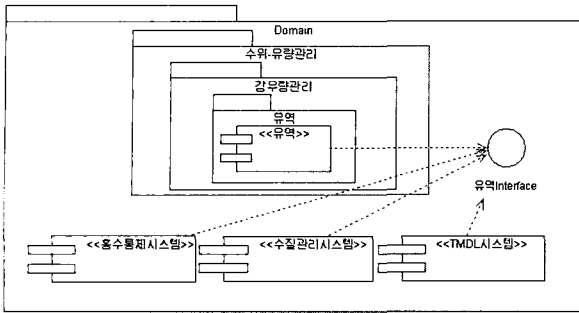 Domain
수위-유량관리
강우량관리
유역
<<유역>>
유역Interface
<<홍수통제시스템>>
<<수질관리시스템>>
<<TMDL시스템>>